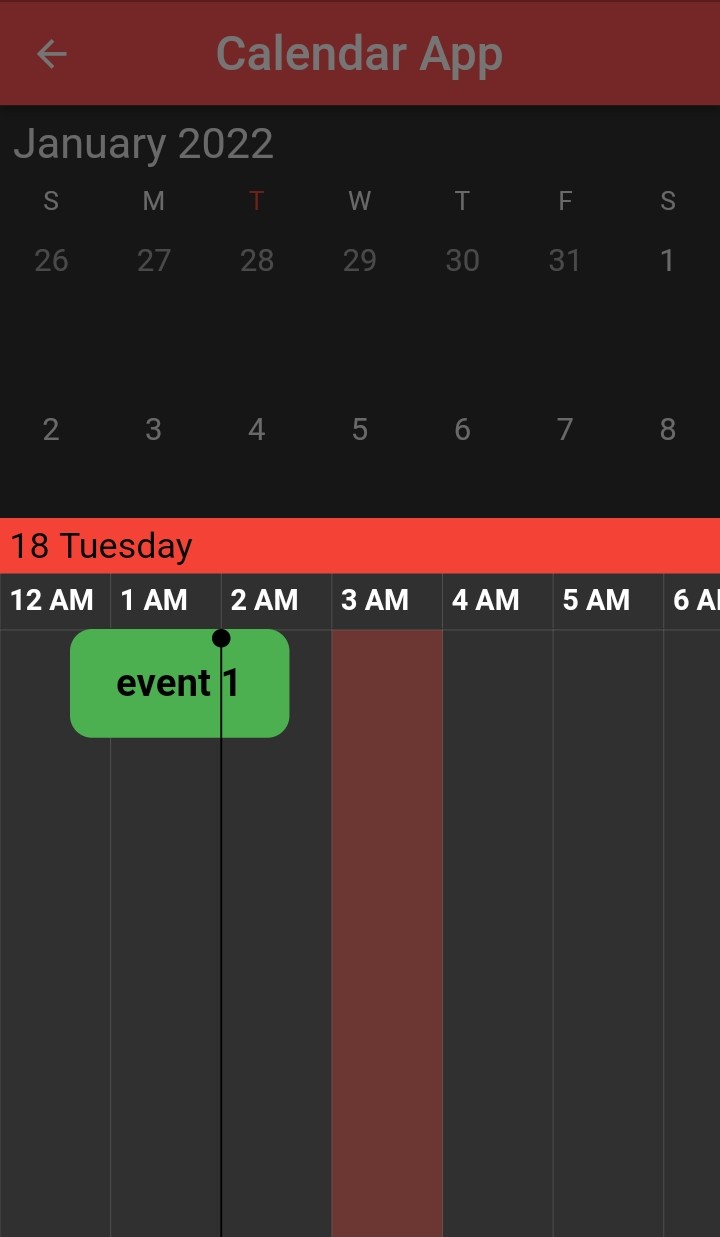 Calendar App
January 2022
S M T W T F S
26 27 28 29 30 31 1
2 3 4 5 6 7 8
18 Tuesday
12 AM 1 AM 2 AM 3 AM 4 AM 5 AM 6 A
event 1